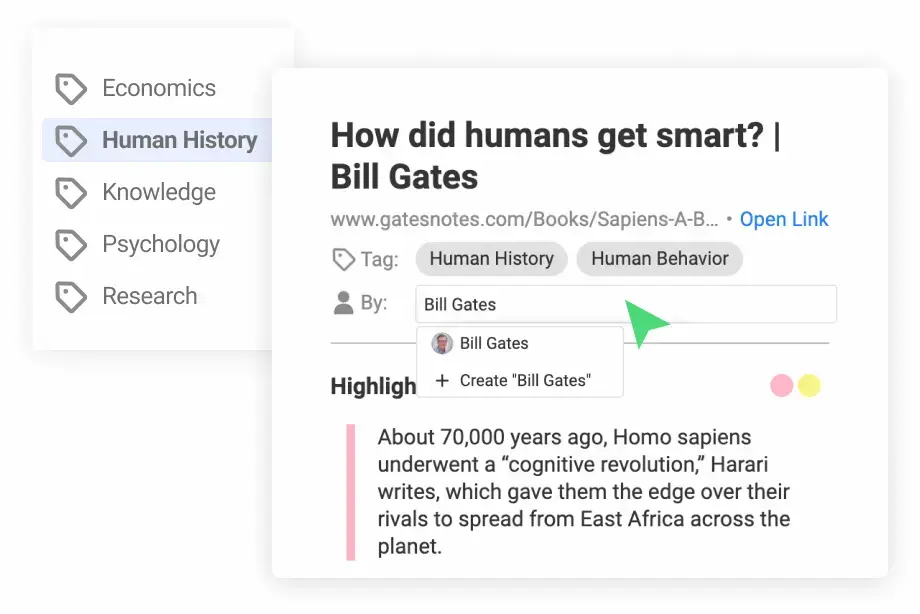 Economics
Human History
Knowledge
Psychology
Research
How did humans get smart? |
Bill Gates
www.gatesnotes.com/Books/Sapiens-A-B… • Open Link
Tag: Human History Human Behavior
By: Bill Gates
Bill Gates
+ Create "Bill Gates"
Highligh
About 70,000 years ago, Homo sapiens
underwent a “cognitive revolution,” Harari
writes, which gave them the edge over their
rivals to spread from East Africa across the
planet.